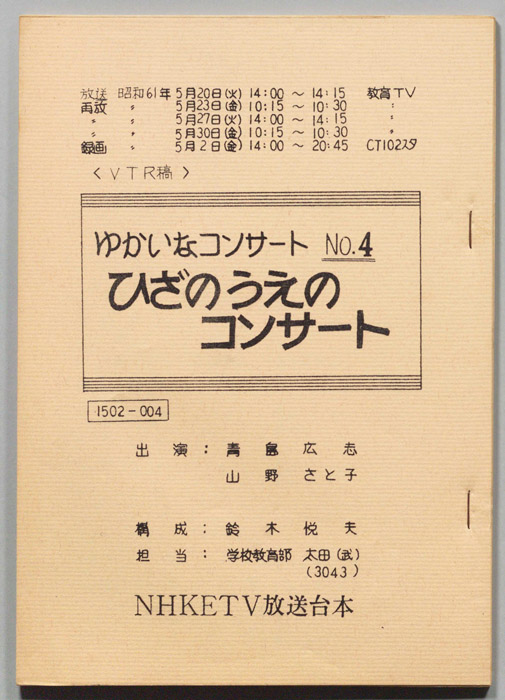 放送 昭和61年 5月20日(火) 14:00 ~ 14:15 教育TV
再放 〃 5月23日(金) 10:15 ~ 10:30 〃
〃 〃 5月27日(火) 14:00 ~ 14:15 〃
〃 〃 5月30日(金) 10:15 ~ 10:30 〃
録画 〃 5月2日(金) 14:00 ~ 20:45 CT102スタ
〈VTR稿〉
ゆかいなコンサート NO.4
ひざのうえの
コンサート
1502-004
出演:青島広志
山野さと子
構成:鈴木悦夫
担当:学校教育部 太田(武)
(3043)
NHKETV放送台本